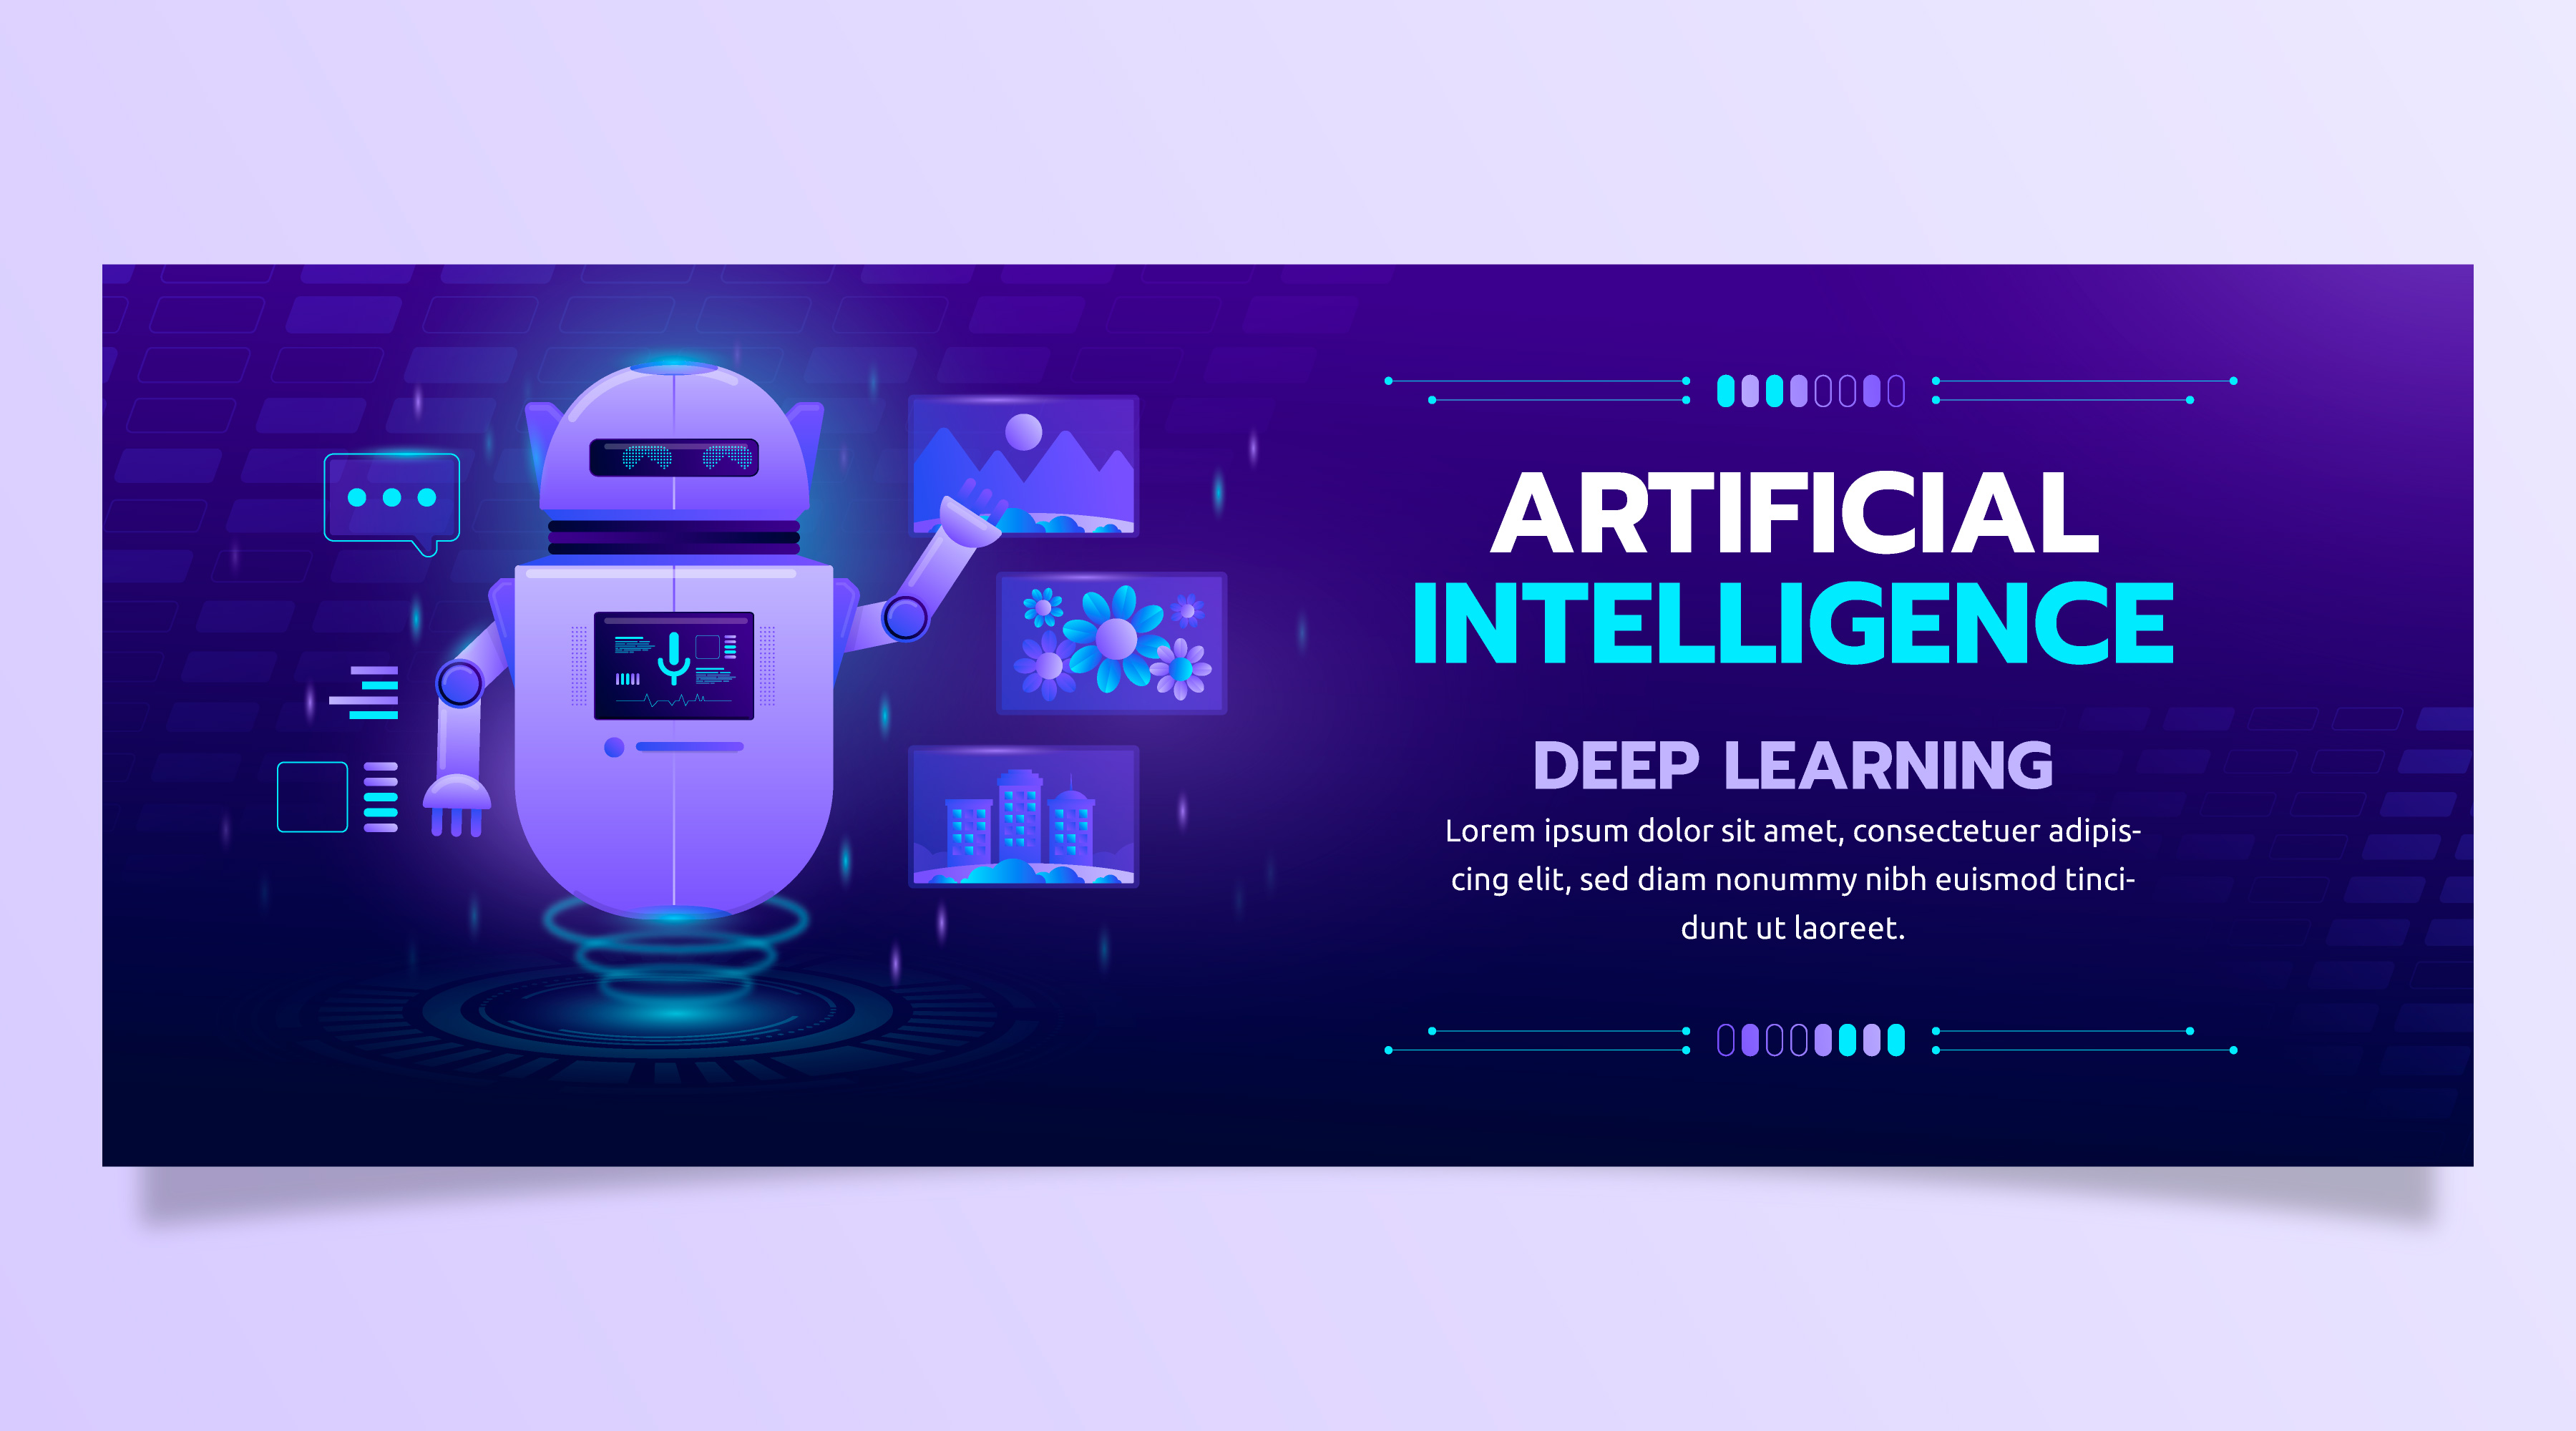 ARTIFICIAL
INTELLIGENCE
DEEP LEARNING
Lorem ipsum dolor sit amet, consectetuer adipis-
cing elit, sed diam nonummy nibh euismod tinci-
dunt ut laoreet.